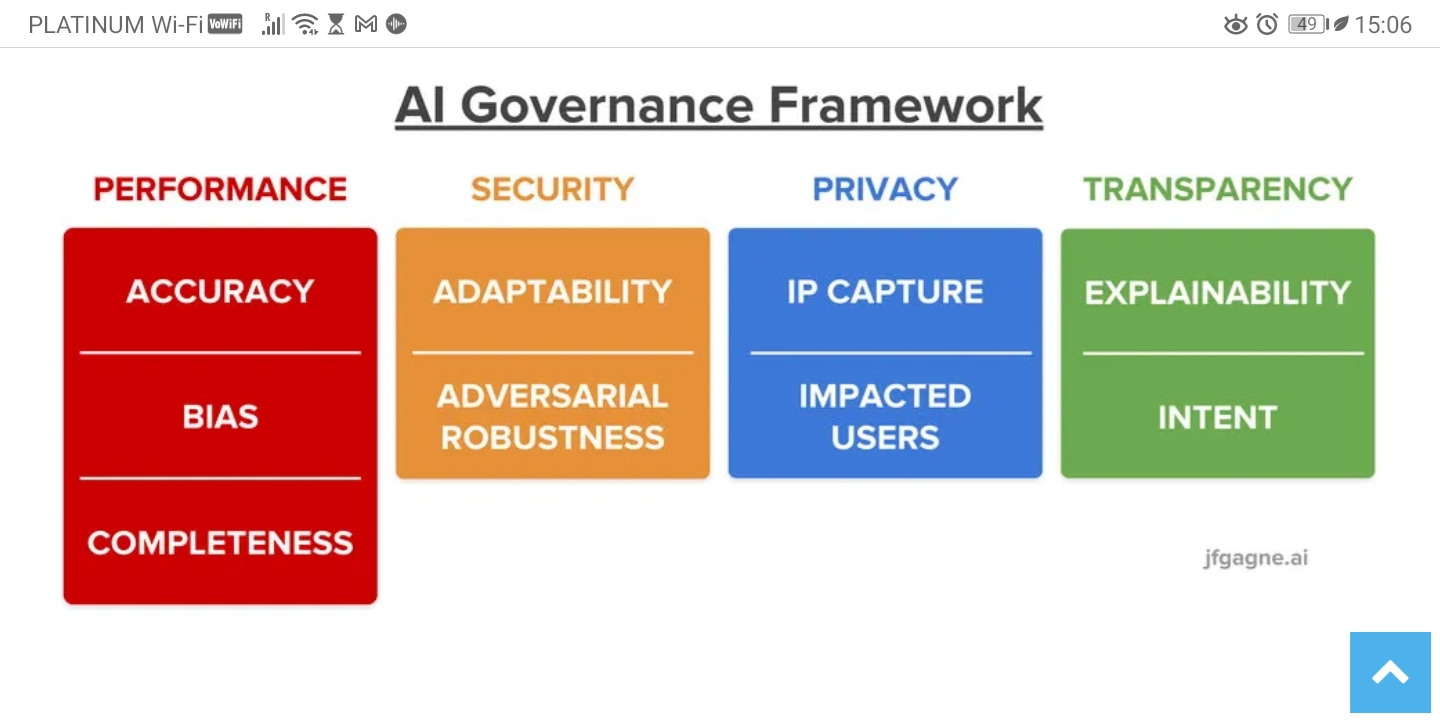 PLATINUM Wi-Fi VoWiFi R 49 15:06
AI Governance Framework
PERFORMANCE
ACCURACY
BIAS
COMPLETENESS
SECURITY
ADAPTABILITY
ADVERSARIAL
ROBUSTNESS
PRIVACY
IP CAPTURE
IMPACTED
USERS
TRANSPARENCY
EXPLAINABILITY
INTENT
jfgagne.ai